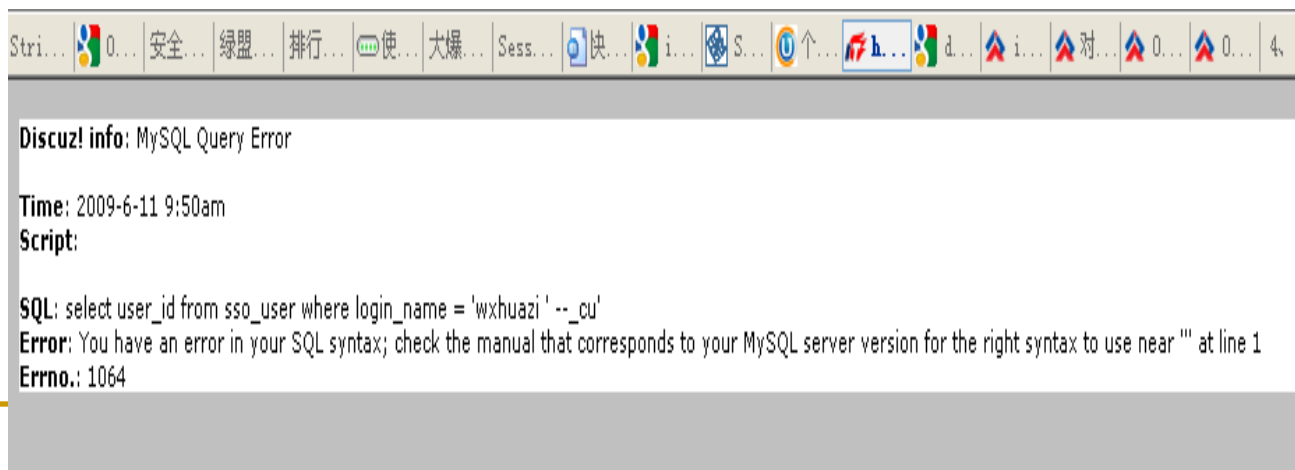 Stri... 0... 安全... 绿盟... 排行... 使... 大爆... Sess... 快... i... S... 个... h... d... i... 对... 0... 0... 4、
Discuz! info: MySQL Query Error
Time: 2009-6-11 9:50am
Script:
SQL: select user_id from sso_user where login_name = 'wxhuazi ' --_cu'
Error: You have an error in your SQL syntax; check the manual that corresponds to your MySQL server version for the right syntax to use near ''' at line 1
Errno.: 1064